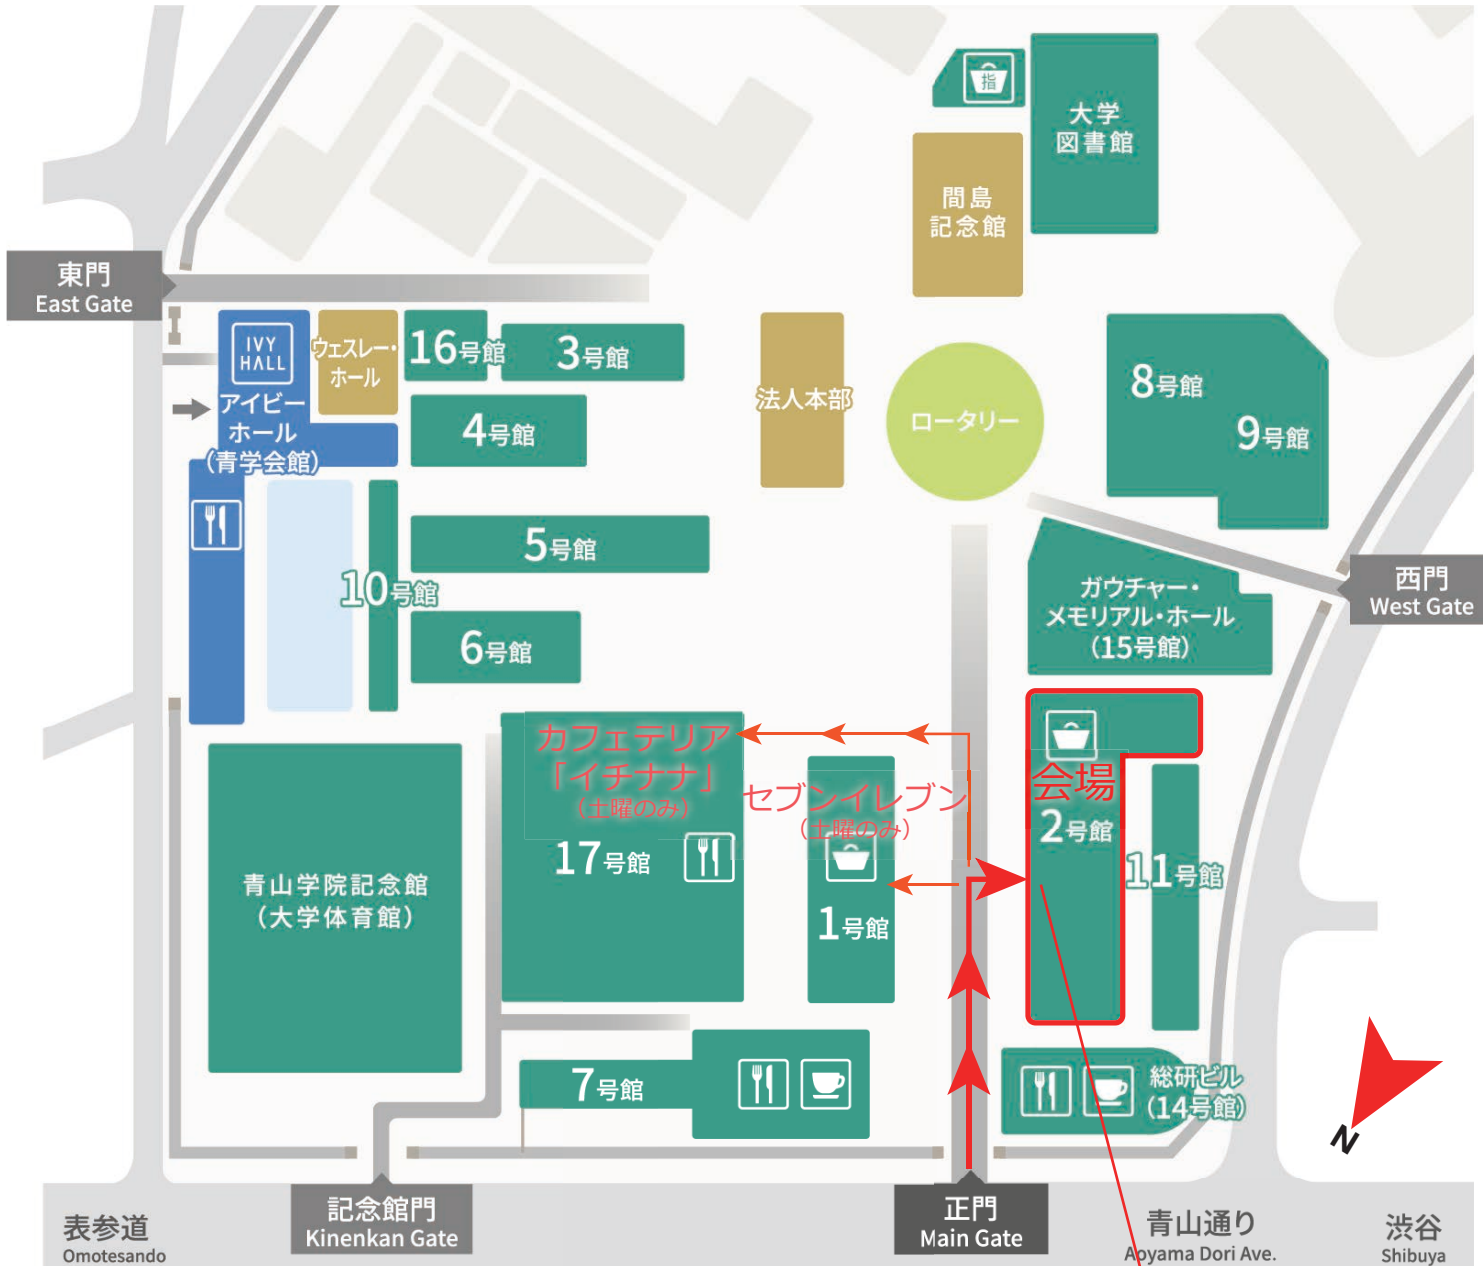 指
大学
図書館
間島
記念館
東門
East Gate
IVY
HALL
アイビー
ホール
(青学会館)
ウェスレー・
ホール
16号館
3号館
4号館
法人本部
ロータリー
8号館
9号館
5号館
10号館
6号館
西門
West Gate
ガウチャー・
メモリアル・ホール
(15号館)
カフェテリア
「イチナナ」
(土曜のみ)
17号館
セブンイレブン
(土曜のみ)
1号館
会場
2号館
11号館
青山学院記念館
(大学体育館)
7号館
総研ビル
(14号館)
N
表参道
Omotesando
記念館門
Kinenkan Gate
正門
Main Gate
青山通り
Aoyama Dori Ave.
渋谷
Shibuya